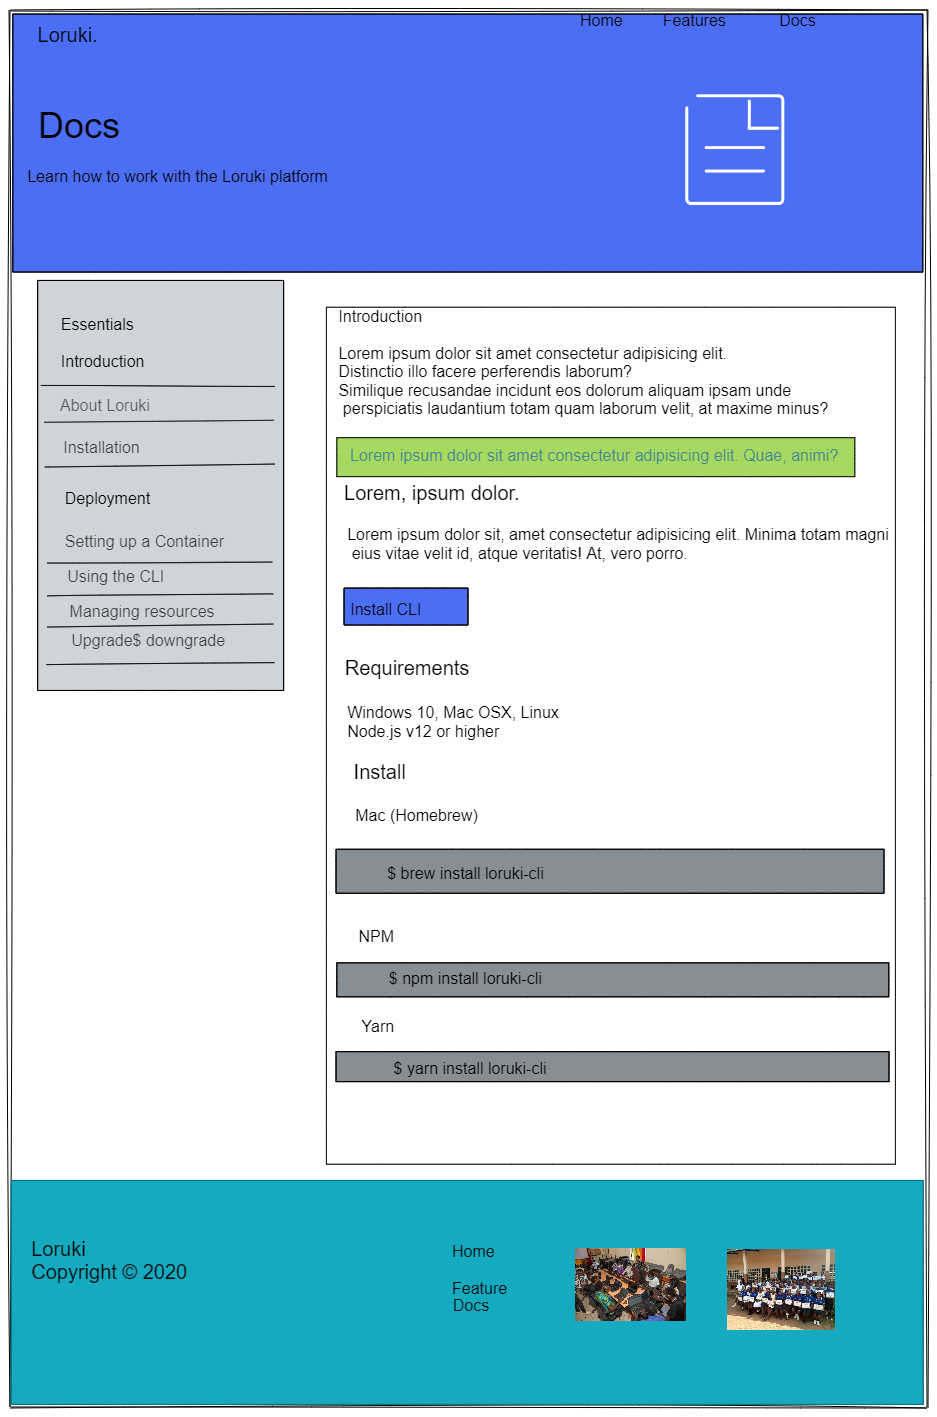 Home Features Docs
Loruki.
Docs
Learn how to work with the Loruki platform
Essentials
Introduction
About Loruki
Installation
Deployment
Setting up a Container
Using the CLI
Managing resources
Upgrade$ downgrade
Introduction
Lorem ipsum dolor sit amet consectetur adipisicing elit.
Distinctio illo facere perferendis laborum?
Similique recusandae incidunt eos dolorum aliquam ipsam unde
perspiciatis laudantium totam quam laborum velit, at maxime minus?
Lorem ipsum dolor sit amet consectetur adipisicing elit. Quae, animi?
Lorem, ipsum dolor.
Lorem ipsum dolor sit, amet consectetur adipisicing elit. Minima totam magni
eius vitae velit id, atque veritatis! At, vero porro.
Install CLI
Requirements
Windows 10, Mac OSX, Linux
Node.js v12 or higher
Install
Mac (Homebrew)
$ brew install loruki-cli
NPM
$ npm install loruki-cli
Yarn
$ yarn install loruki-cli
Loruki
Copyright © 2020
Home
Feature
Docs